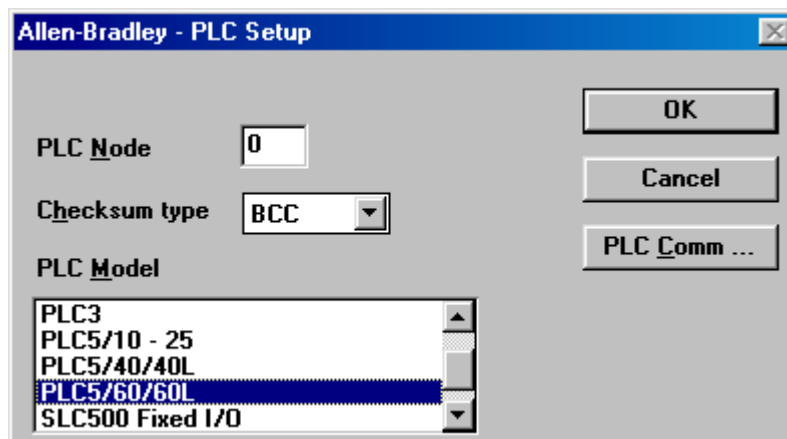 Allen-Bradley - PLC Setup
PLC Node
0
OK
Checksum type
BCC
Cancel
PLC Model
PLC Comm ...
PLC3
PLC5/10 - 25
PLC5/40/40L
PLC5/60/60L
SLC500 Fixed I/O